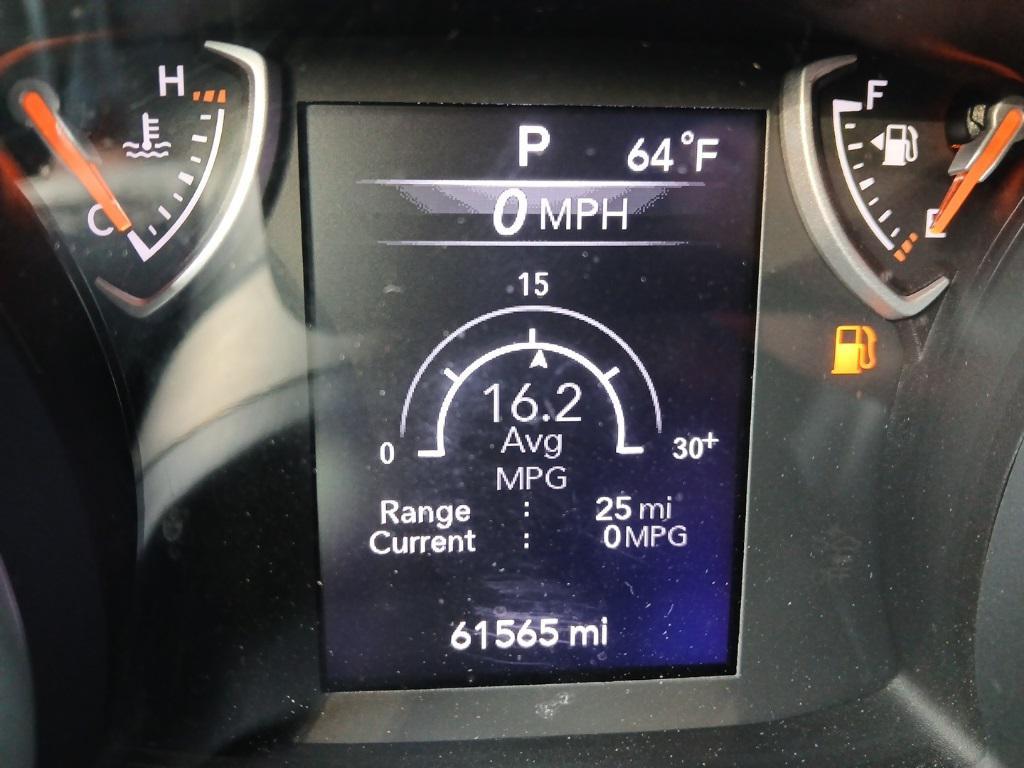 H
C
F
E
P 64°F
0 MPH
15
0 30+
16.2
Avg
MPG
Range : 25 mi
Current : 0 MPG
61565 mi